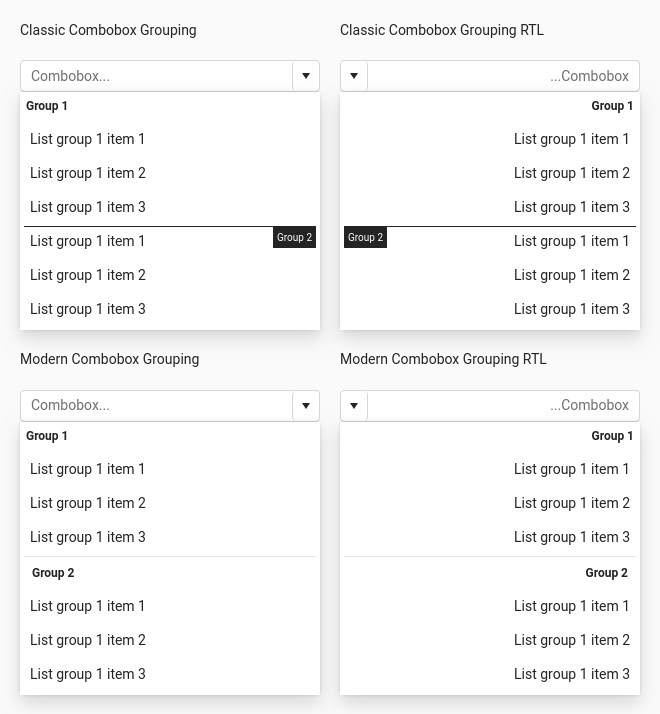 Classic Combobox Grouping
Combobox...
Group 1
List group 1 item 1
List group 1 item 2
List group 1 item 3
List group 1 item 1
Group 2
List group 1 item 2
List group 1 item 3
Classic Combobox Grouping RTL
...Combobox
Group 1
List group 1 item 1
List group 1 item 2
List group 1 item 3
Group 2
List group 1 item 1
List group 1 item 2
List group 1 item 3
Modern Combobox Grouping
Combobox...
Group 1
List group 1 item 1
List group 1 item 2
List group 1 item 3
Group 2
List group 1 item 1
List group 1 item 2
List group 1 item 3
Modern Combobox Grouping RTL
...Combobox
Group 1
List group 1 item 1
List group 1 item 2
List group 1 item 3
Group 2
List group 1 item 1
List group 1 item 2
List group 1 item 3